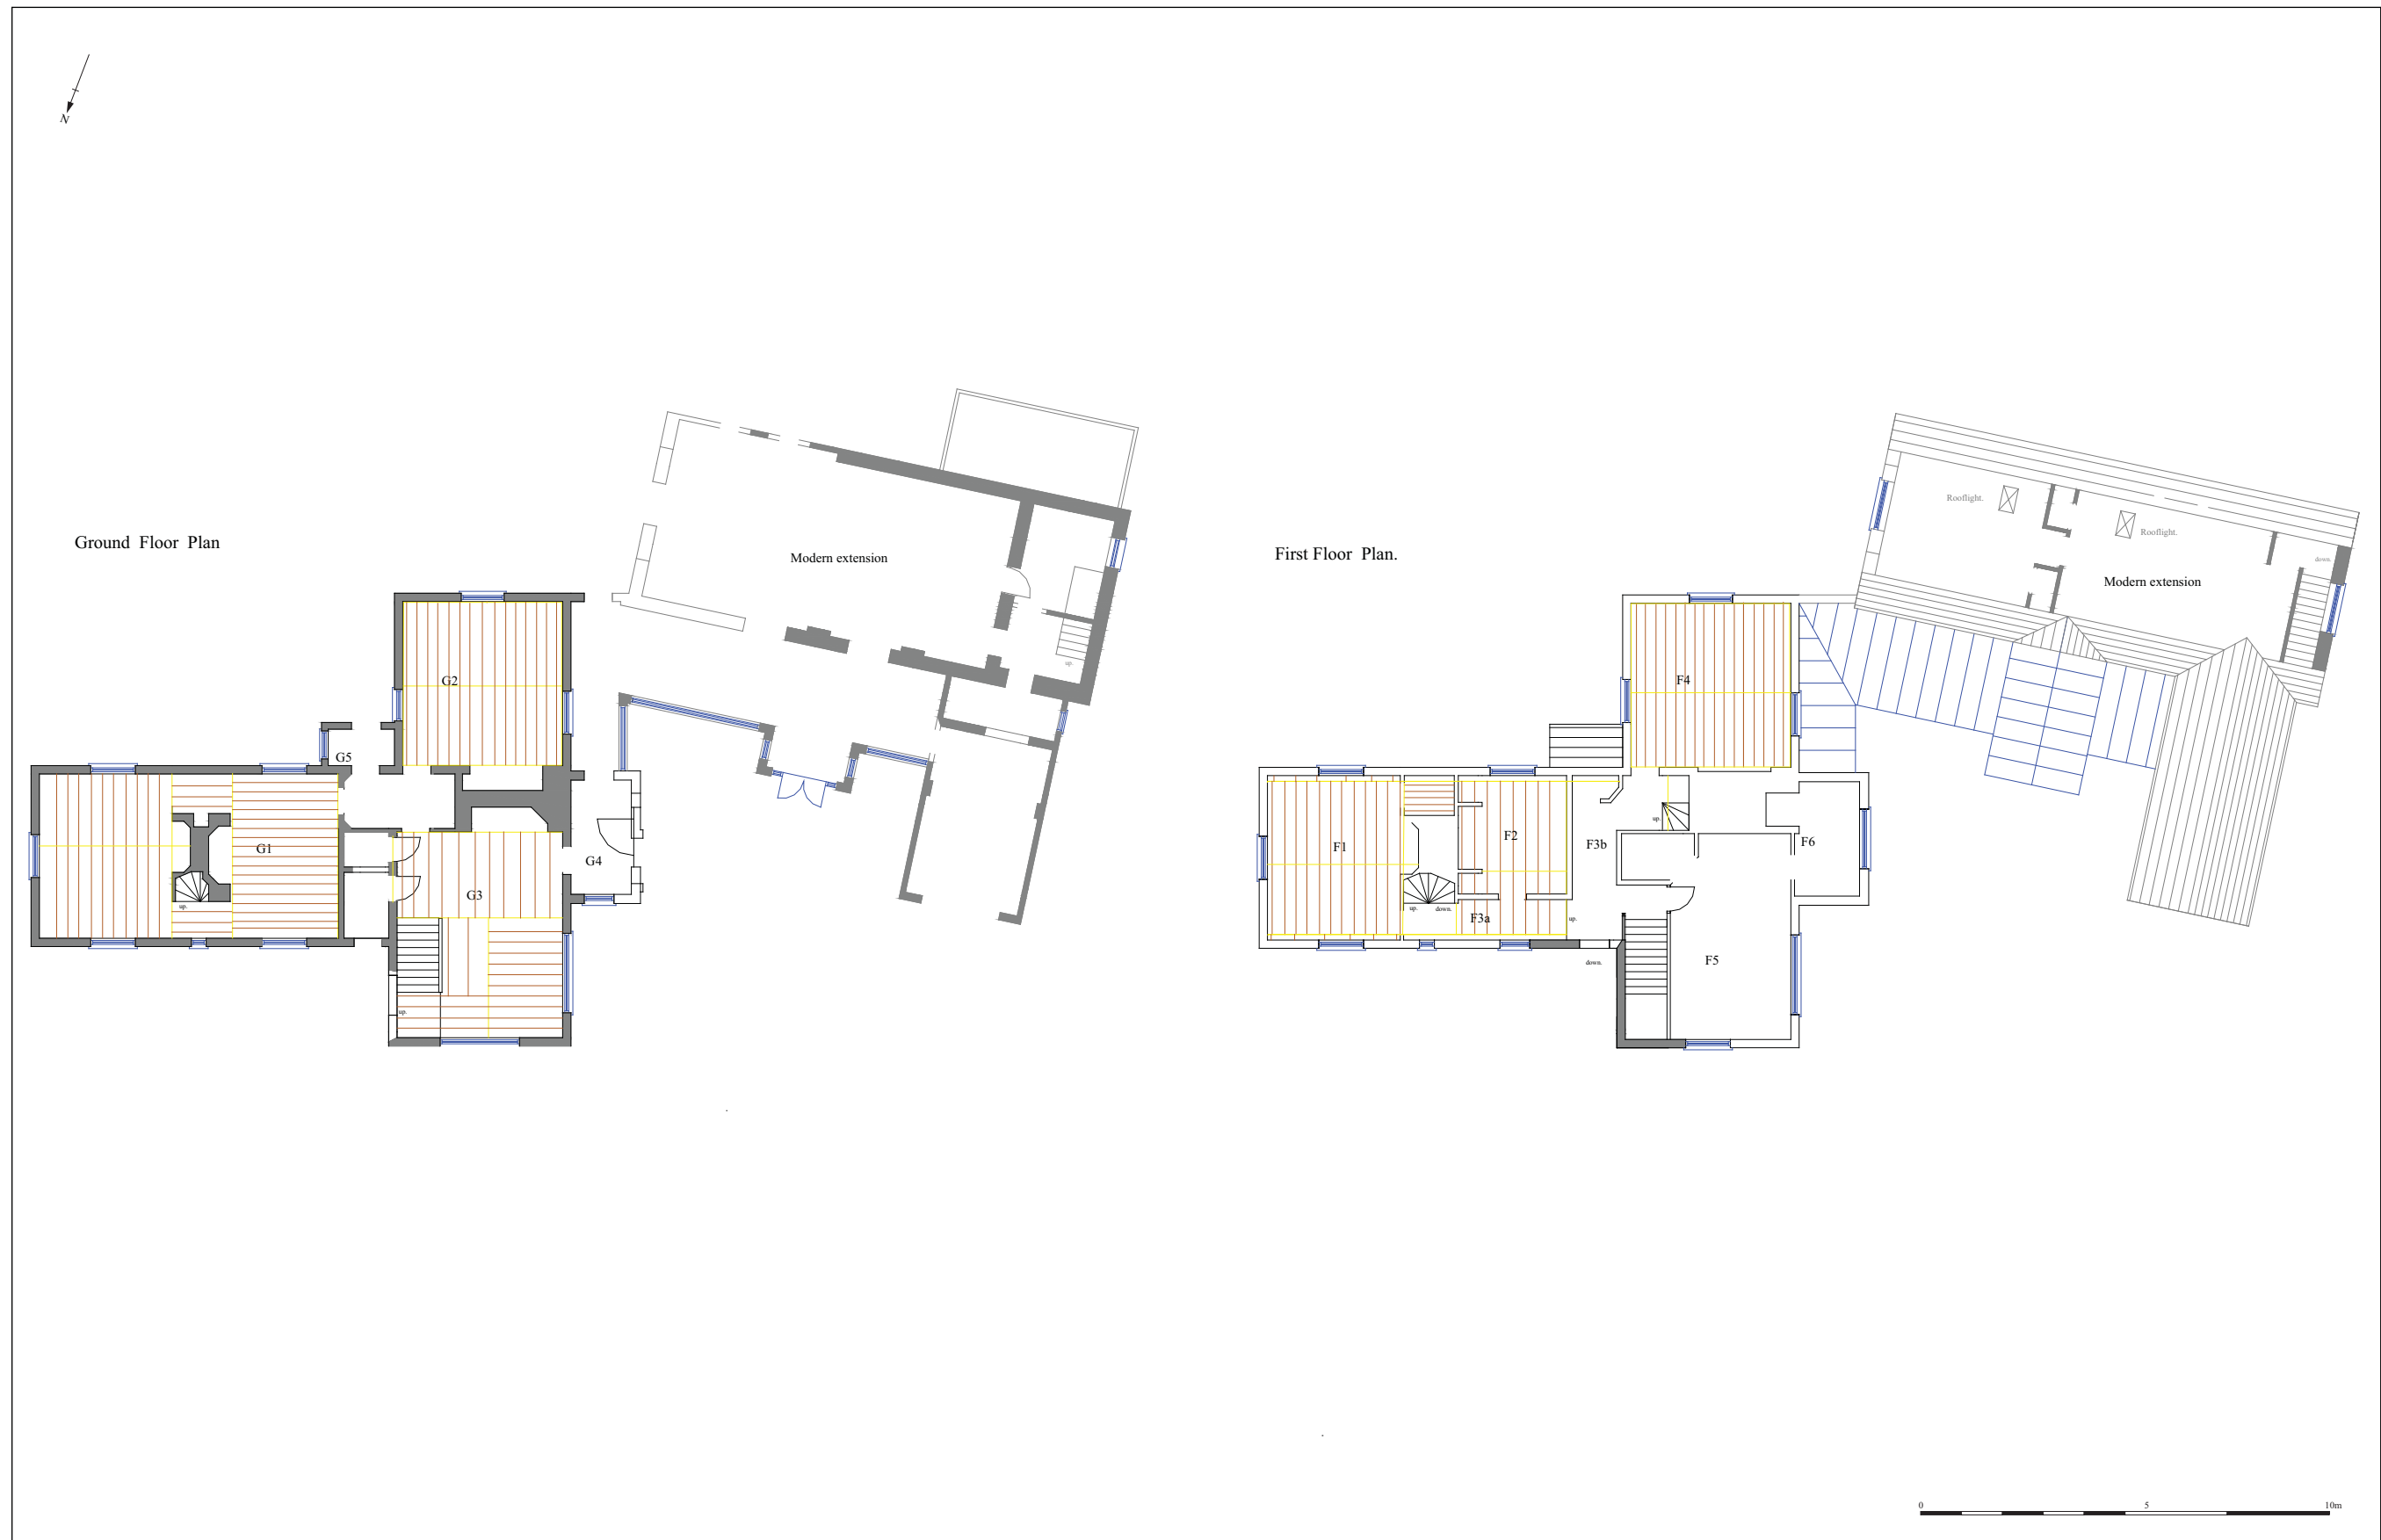 N
Ground Floor Plan
Modern extension
up.
G2
G5
G1
up.
G3
G4
up.
First Floor Plan.
Rooflight.
Rooflight.
down.
Modern extension
F4
up.
F1
F2
F3b
F6
up.
down.
F3a
up.
down.
F5
0 5 10m